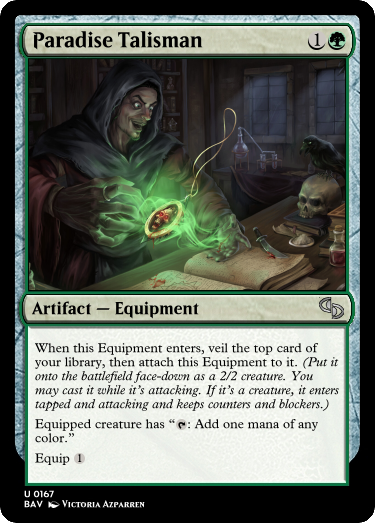 Paradise Talisman 1
Artifact — Equipment
When this Equipment enters, veil the top card of
your library, then attach this Equipment to it. (Put it
onto the battlefield face-down as a 2/2 creature. You
may cast it while it's attacking. If it's a creature, it enters
tapped and attacking and keeps counters and blockers.)
Equipped creature has “: Add one mana of any
color.”
Equip 1
U 0167
BAV Victoria Azparren